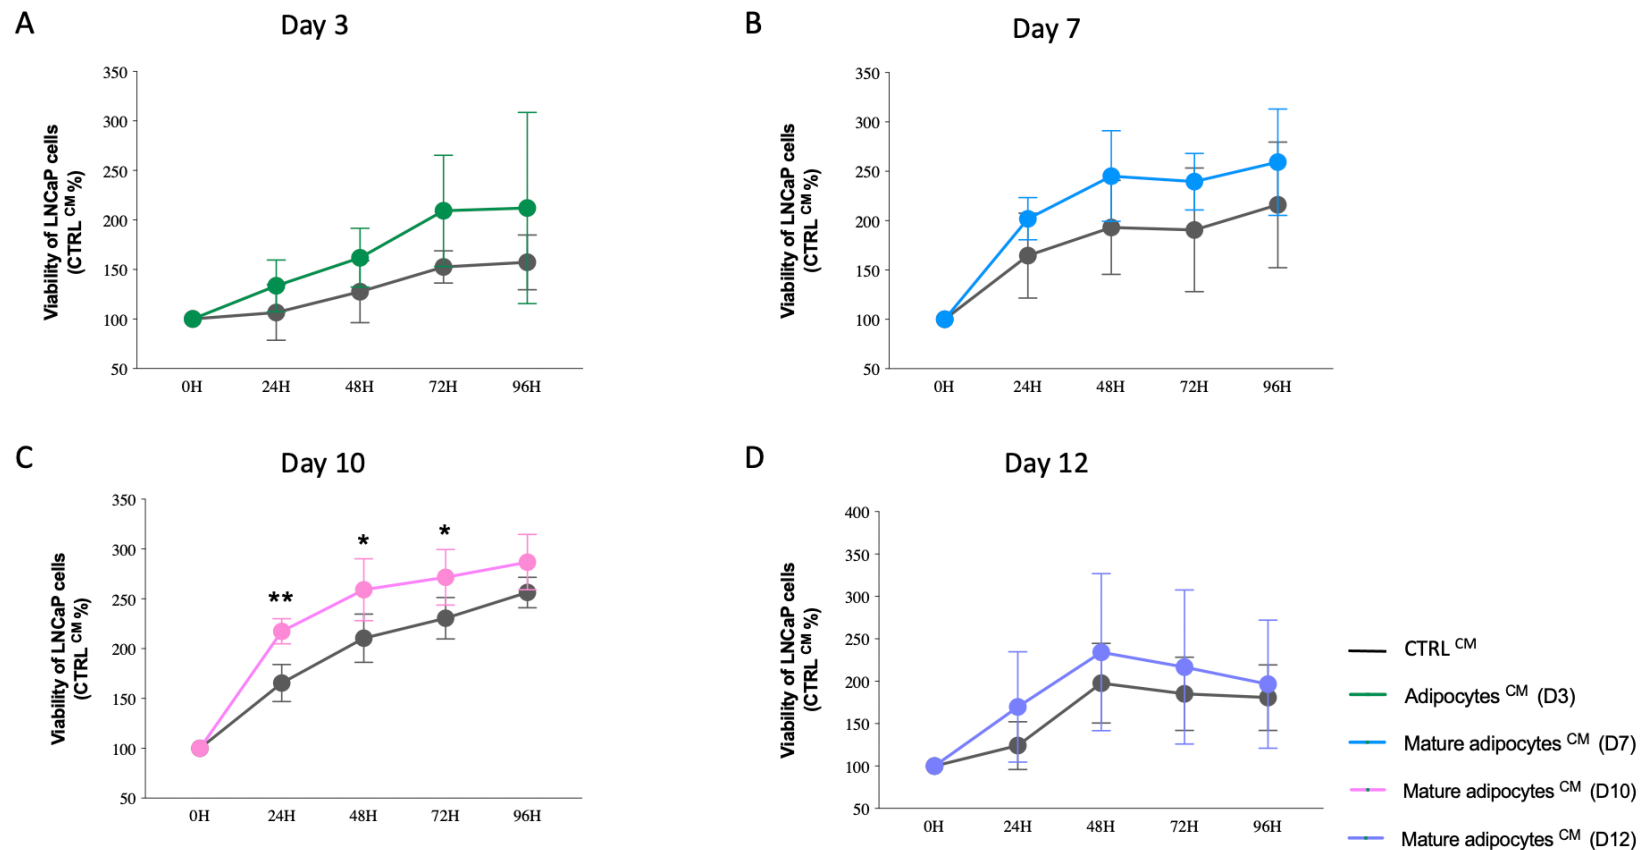 A
Day 3
Viability of LNCaP cells
(CTRL CM %)
350
300
250
200
150
100
50
0H 24H 48H 72H 96H
B
Day 7
Viability of LNCaP cells
(CTRL CM %)
350
300
250
200
150
100
50
0H 24H 48H 72H 96H
C
Day 10
Viability of LNCaP cells
(CTRL CM %)
350
300
250
200
150
100
50
** * *
0H 24H 48H 72H 96H
D
Day 12
Viability of LNCaP cells
(CTRL CM %)
400
350
300
250
200
150
100
50
0H 24H 48H 72H 96H
CTRL CM
Adipocytes CM (D3)
Mature adipocytes CM (D7)
Mature adipocytes CM (D10)
Mature adipocytes CM (D12)